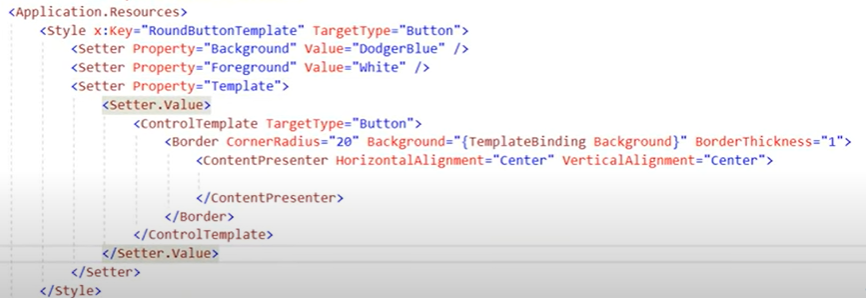 <Application.Resources>
<Style x:Key="RoundButtonTemplate" TargetType="Button">
<Setter Property="Background" Value="DodgerBlue" />
<Setter Property="Foreground" Value="White" />
<Setter Property="Template">
<Setter.Value>
<ControlTemplate TargetType="Button">
<Border CornerRadius="20" Background="{TemplateBinding Background}" BorderThickness="1">
<ContentPresenter HorizontalAlignment="Center" VerticalAlignment="Center">
</ContentPresenter>
</Border>
</ControlTemplate>
</Setter.Value>
</Setter>
</Style>